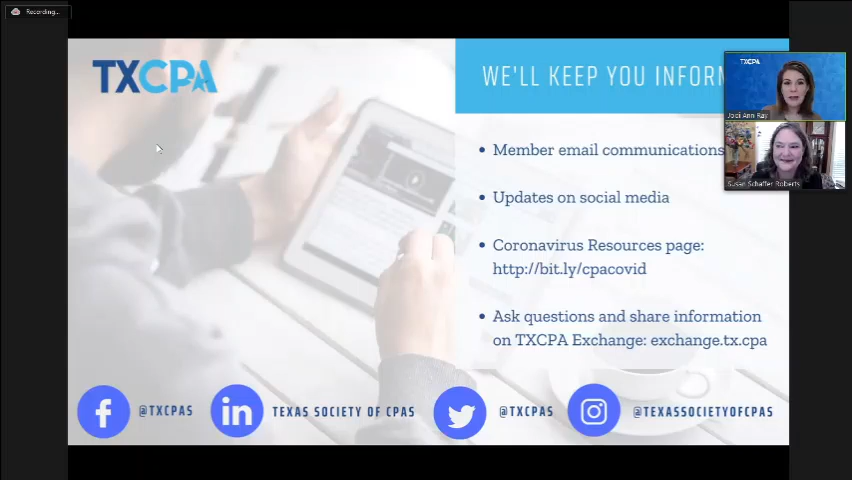 Recording...
TXCPA
WE'LL KEEP YOU INFORM
TXCPA
Jodi Ann Ray
Susan Schaffer Roberts
• Member email communications
• Updates on social media
• Coronavirus Resources page:
http://bit.ly/cpacovid
• Ask questions and share information
on TXCPA Exchange: exchange.tx.cpa
@TXCPAS
TEXAS SOCIETY OF CPAS
@TXCPAS
@TEXASSOCIETYOFCPAS